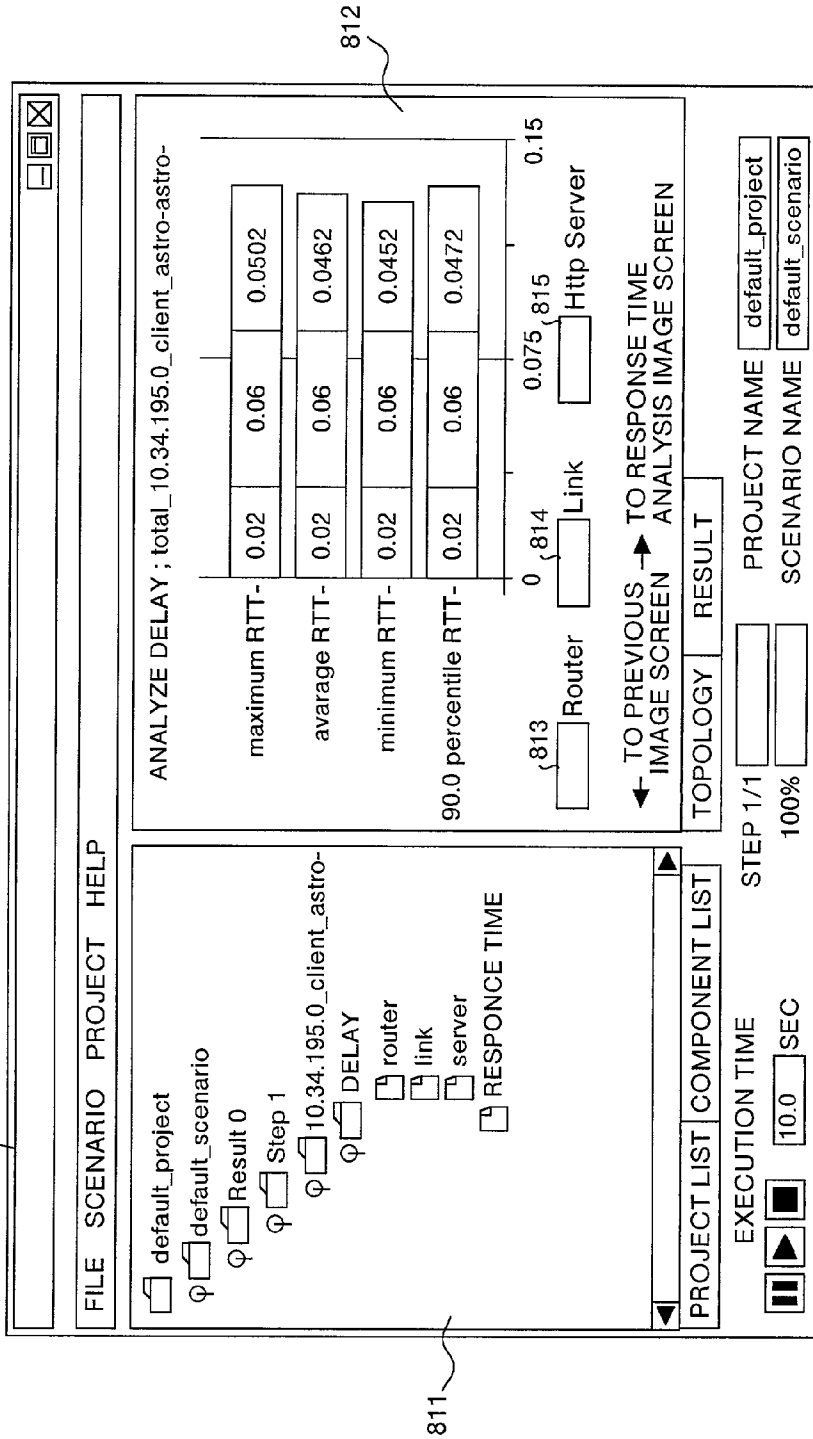 FILE SCENARIO PROJECT HELP
default_project
default_scenario
Result 0
Step 1
10.34.195.0_client_astro-
DELAY
router
link
server
RESPONCE TIME
811
PROJECT LIST
COMPONENT LIST
ANALYZE DELAY ; total_10.34.195.0_client_astro-astro-
maximum RTT- 0.02 0.06 0.0502
avarage RTT- 0.02 0.06 0.0462
minimum RTT- 0.02 0.06 0.0452
90.0 percentile RTT- 0.02 0.06 0.0472
0 0.075 0.15
813 Router
814 Link
815 Http Server
812
TO PREVIOUS IMAGE SCREEN
TO RESPONSE TIME ANALYSIS IMAGE SCREEN
TOPOLOGY
RESULT
EXECUTION TIME
10.0 SEC
STEP 1/1
100%
PROJECT NAME default_project
SCENARIO NAME default_scenario